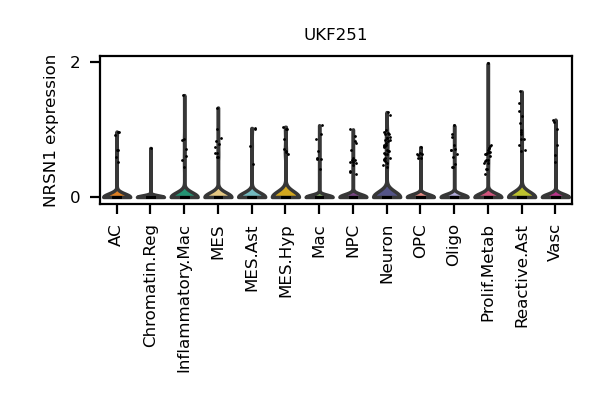 UKF251
NRSN1 expression
2
0
AC
Chromatin.Reg
Inflammatory.Mac
MES
MES.Ast
MES.Hyp
Mac
NPC
Neuron
OPC
Oligo
Prolif.Metab
Reactive.Ast
Vasc